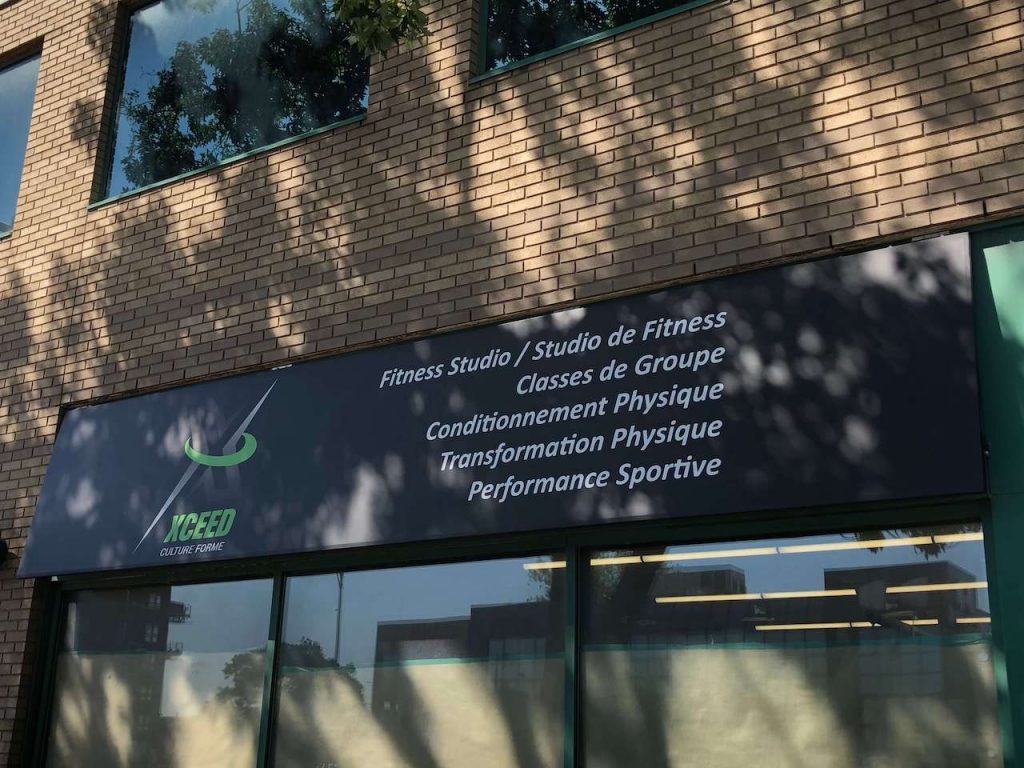 Fitness Studio / Studio de Fitness
Classes de Groupe
Conditionnement Physique
Transformation Physique
Performance Sportive
XCEED
CULTURE FORME